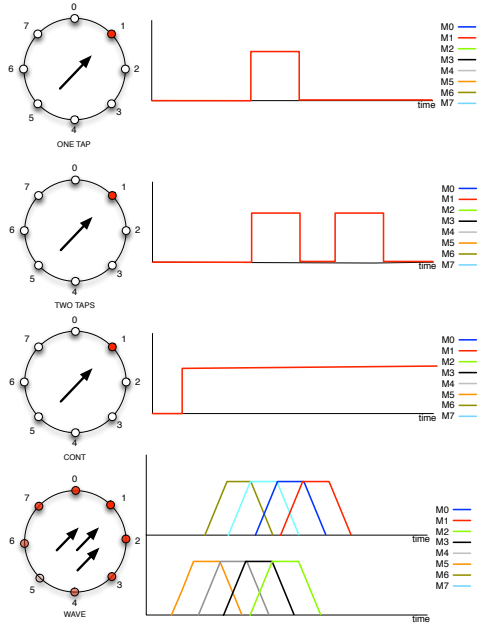 0
7
1
6
2
5
3
4
ONE TAP
time
M0
M1
M2
M3
M4
M5
M6
M7
0
7
1
6
2
5
3
4
TWO TAPS
time
M0
M1
M2
M3
M4
M5
M6
M7
0
7
1
6
2
5
3
4
CONT
time
M0
M1
M2
M3
M4
M5
M6
M7
0
7
1
6
2
5
3
4
WAVE
time
time
M0
M1
M2
M3
M4
M5
M6
M7